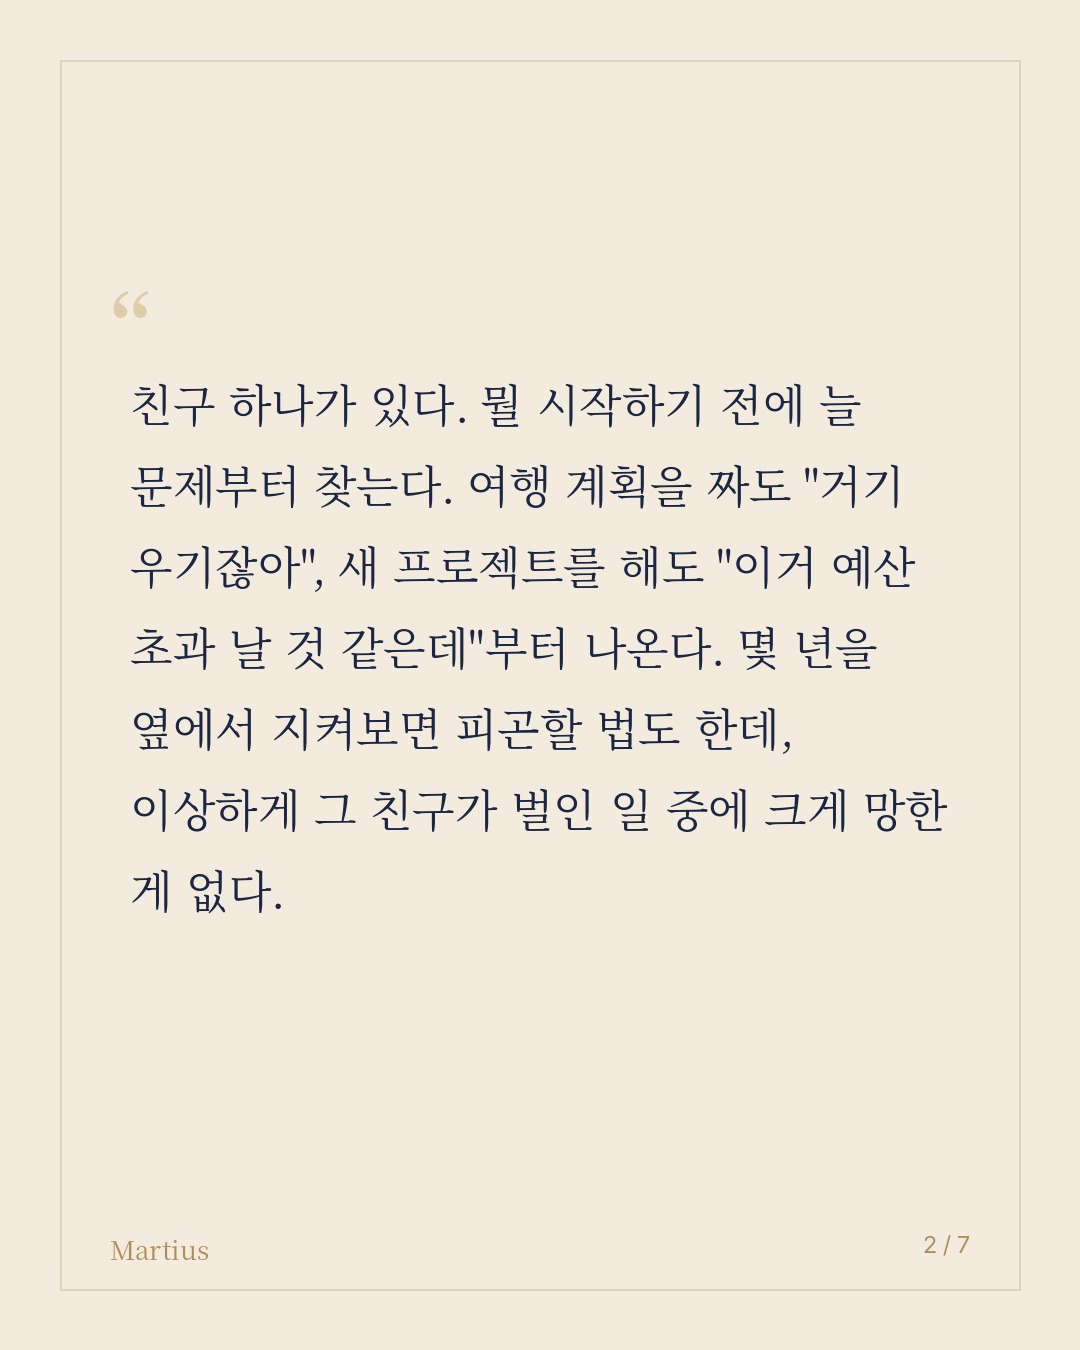 “
친구 하나가 있다. 뭘 시작하기 전에 늘
문제부터 찾는다. 여행 계획을 짜도 "거기
우기잖아", 새 프로젝트를 해도 "이거 예산
초과 날 것 같은데"부터 나온다. 몇 년을
옆에서 지켜보면 피곤할 법도 한데,
이상하게 그 친구가 벌인 일 중에 크게 망한
게 없다.
Martius
2 / 7